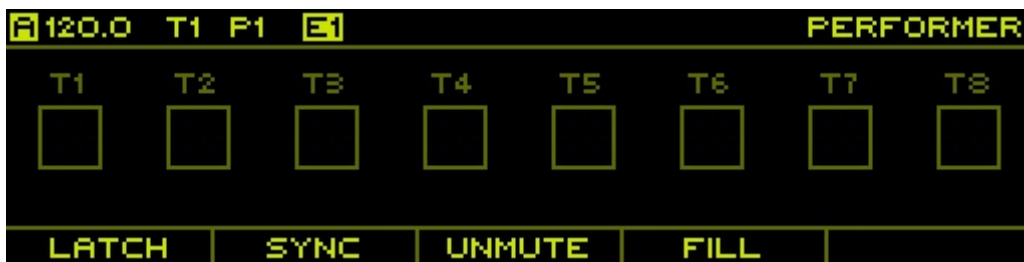 A 120.0 T1 P1 E1 PERFORMER
T1 T2 T3 T4 T5 T6 T7 T8
LATCH SYNC UNMUTE FILL